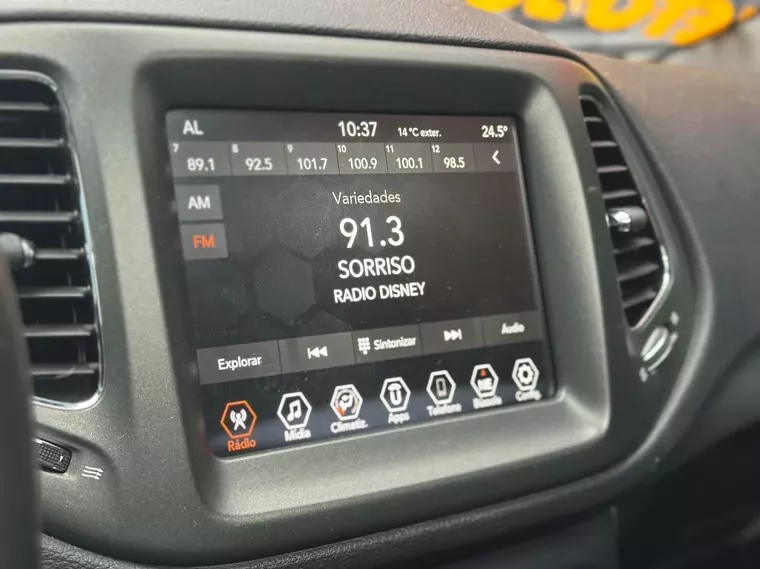 AL 10:37 14 °C exter. 24.5°
7 8 9 10 11 12
89.1 92.5 101.7 100.9 100.1 98.5
AM
Variedades
FM
91.3
SORRISO
RADIO DISNEY
Explorar Sintonizar Audio
Rádio Mídia Climatiz. Apps Telefone NE Bússola Config.